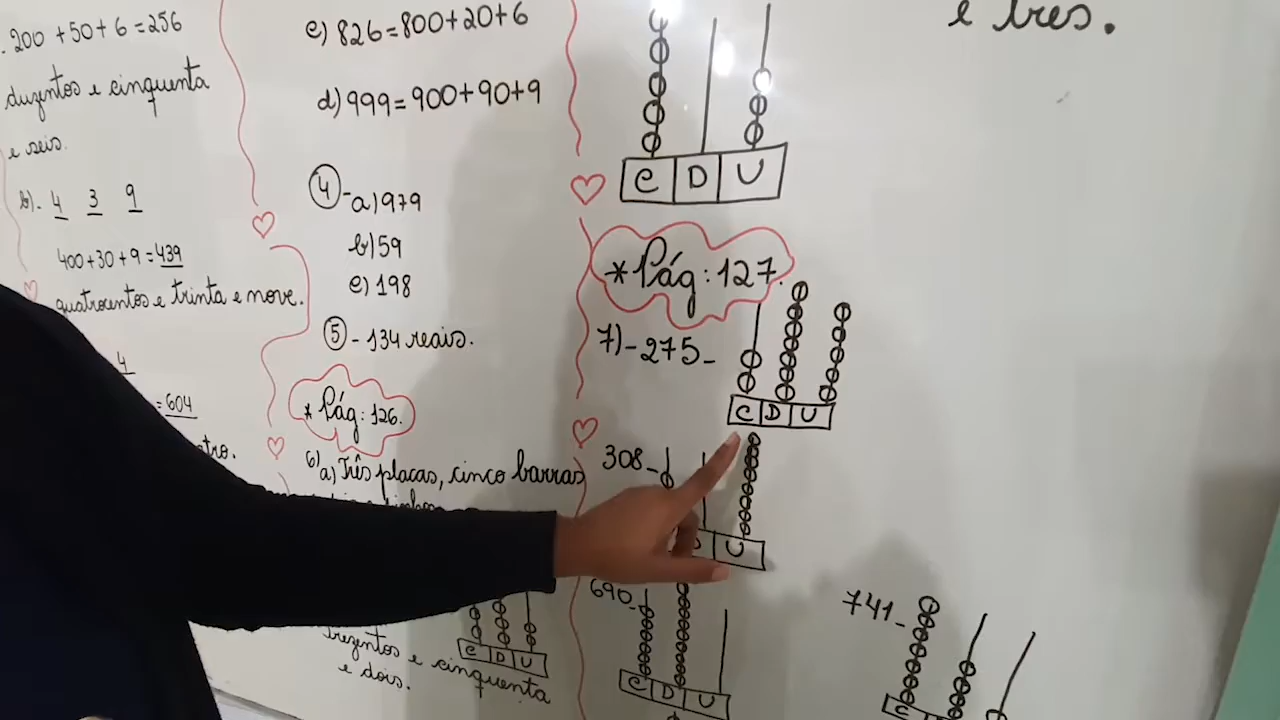 200 + 50 + 6 = 256
duzentos e cinquenta
e seis.
b). 4 3 9
400 + 30 + 9 = 439
quatrocentos e trinta e nove.
4
= 604
c) 826 = 800 + 20 + 6
d) 999 = 900 + 90 + 9
4 - a) 979
b) 59
c) 198
5 - 134 reais.
* Pág: 126.
6) a) Três placas, cinco barras
C D U
trezentos e cinquenta
e dois.
C D U
* Pág: 127.
7) - 275 -
C D U
308 -
U
690 -
C D U
741 -
C
e tres.